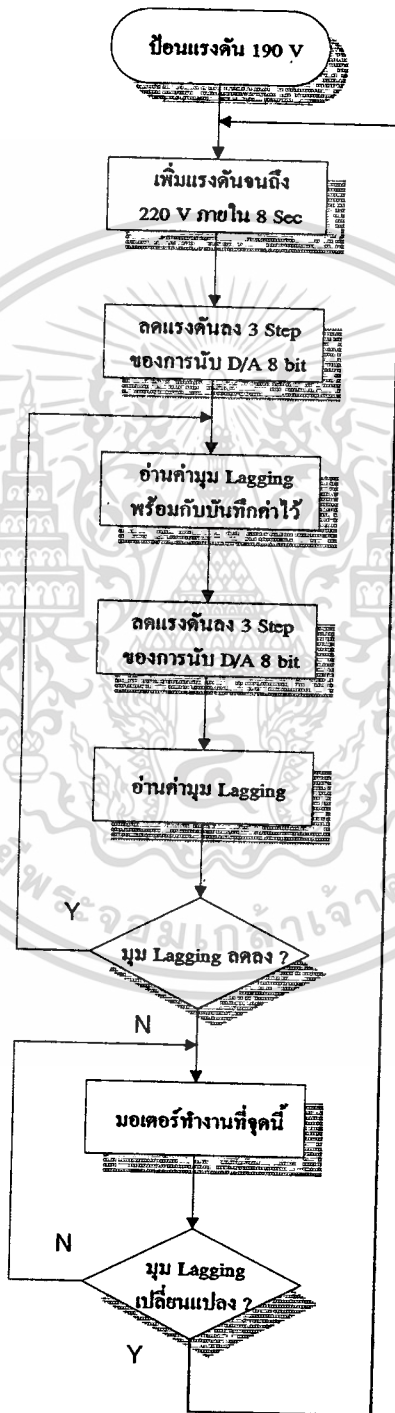 ป้อนแรงดัน 190 V
เพิ่มแรงดันจนถึง
220 V ภายใน 8 Sec
ลดแรงดันลง 3 Step
ของการนับ D/A 8 bit
อ่านค่ามุม Lagging
พร้อมกับบันทึกค่าไว้
ลดแรงดันลง 3 Step
ของการนับ D/A 8 bit
อ่านค่ามุม Lagging
Y
มุม Lagging ลดลง ?
N
มอเตอร์ทำงานที่จุดนี้
N
มุม Lagging
เปลี่ยนแปลง ?
Y